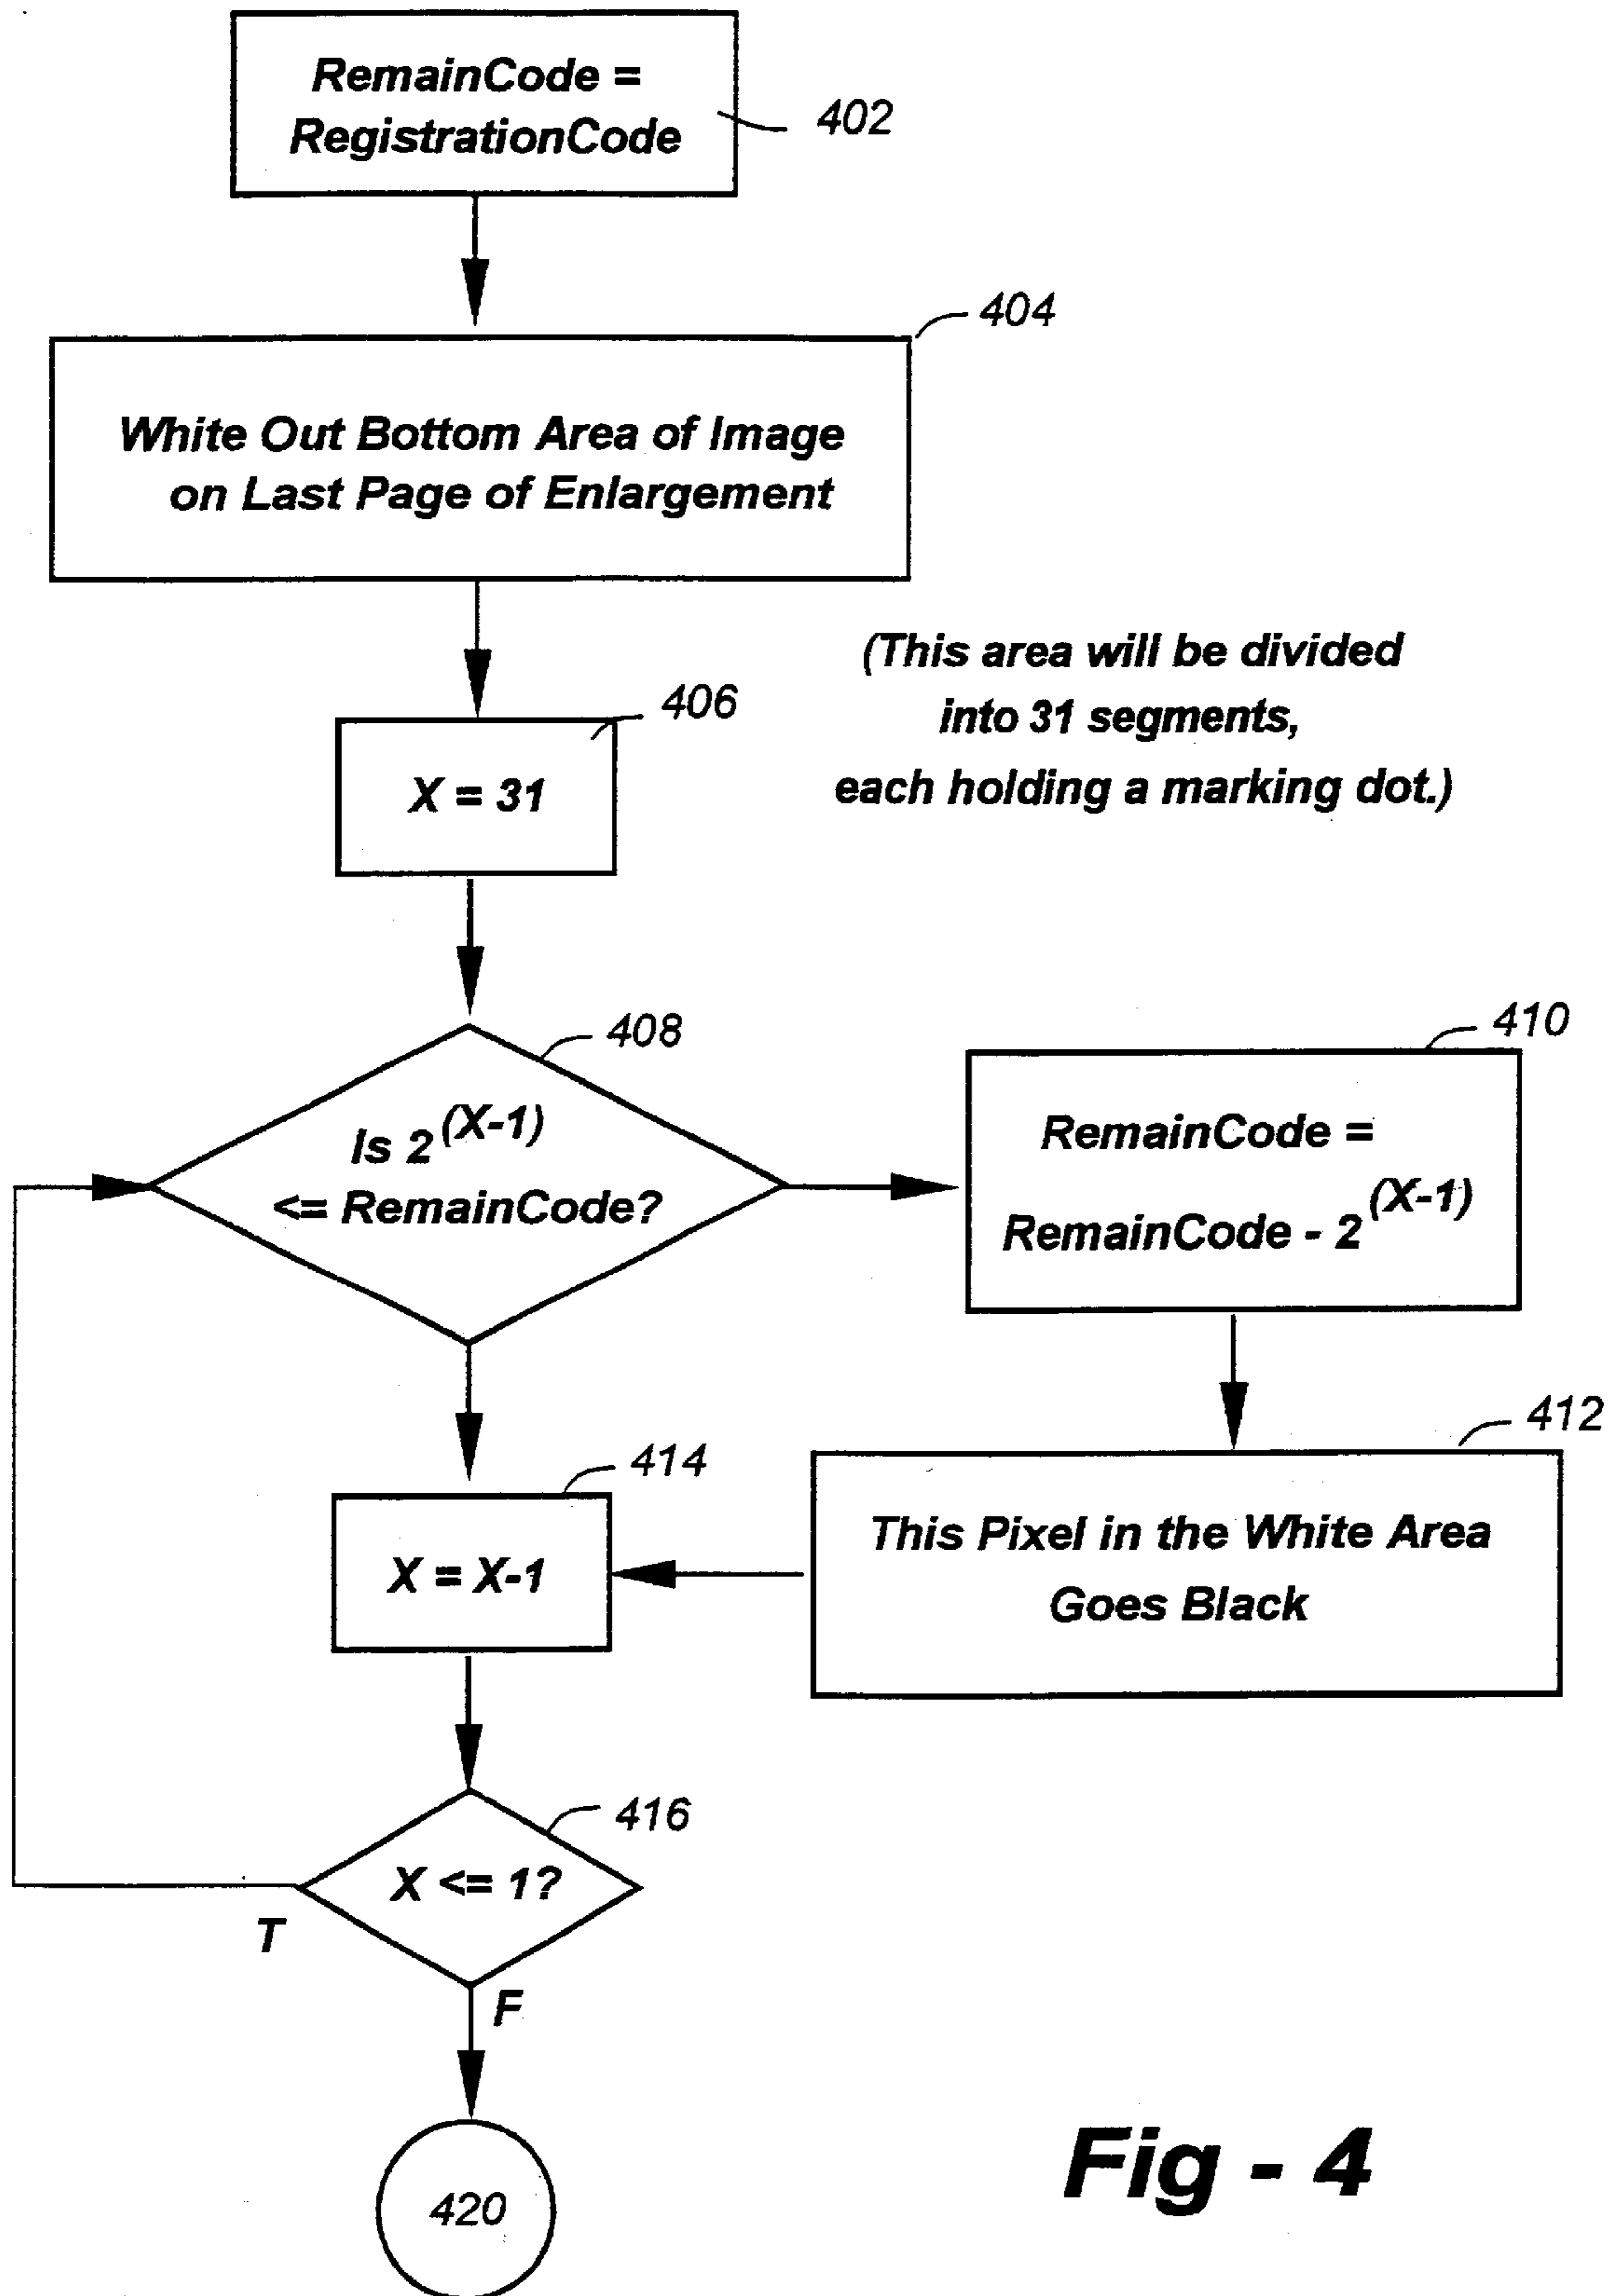 RemainCode =
RegistrationCode
402
404
White Out Bottom Area of Image
on Last Page of Enlargement
406
X = 31
(This area will be divided
into 31 segments,
each holding a marking dot.)
408
Is 2^(X-1)
<= RemainCode?
410
RemainCode =
RemainCode - 2^(X-1)
412
This Pixel in the White Area
Goes Black
414
X = X-1
416
X <= 1?
T
F
420
Fig - 4